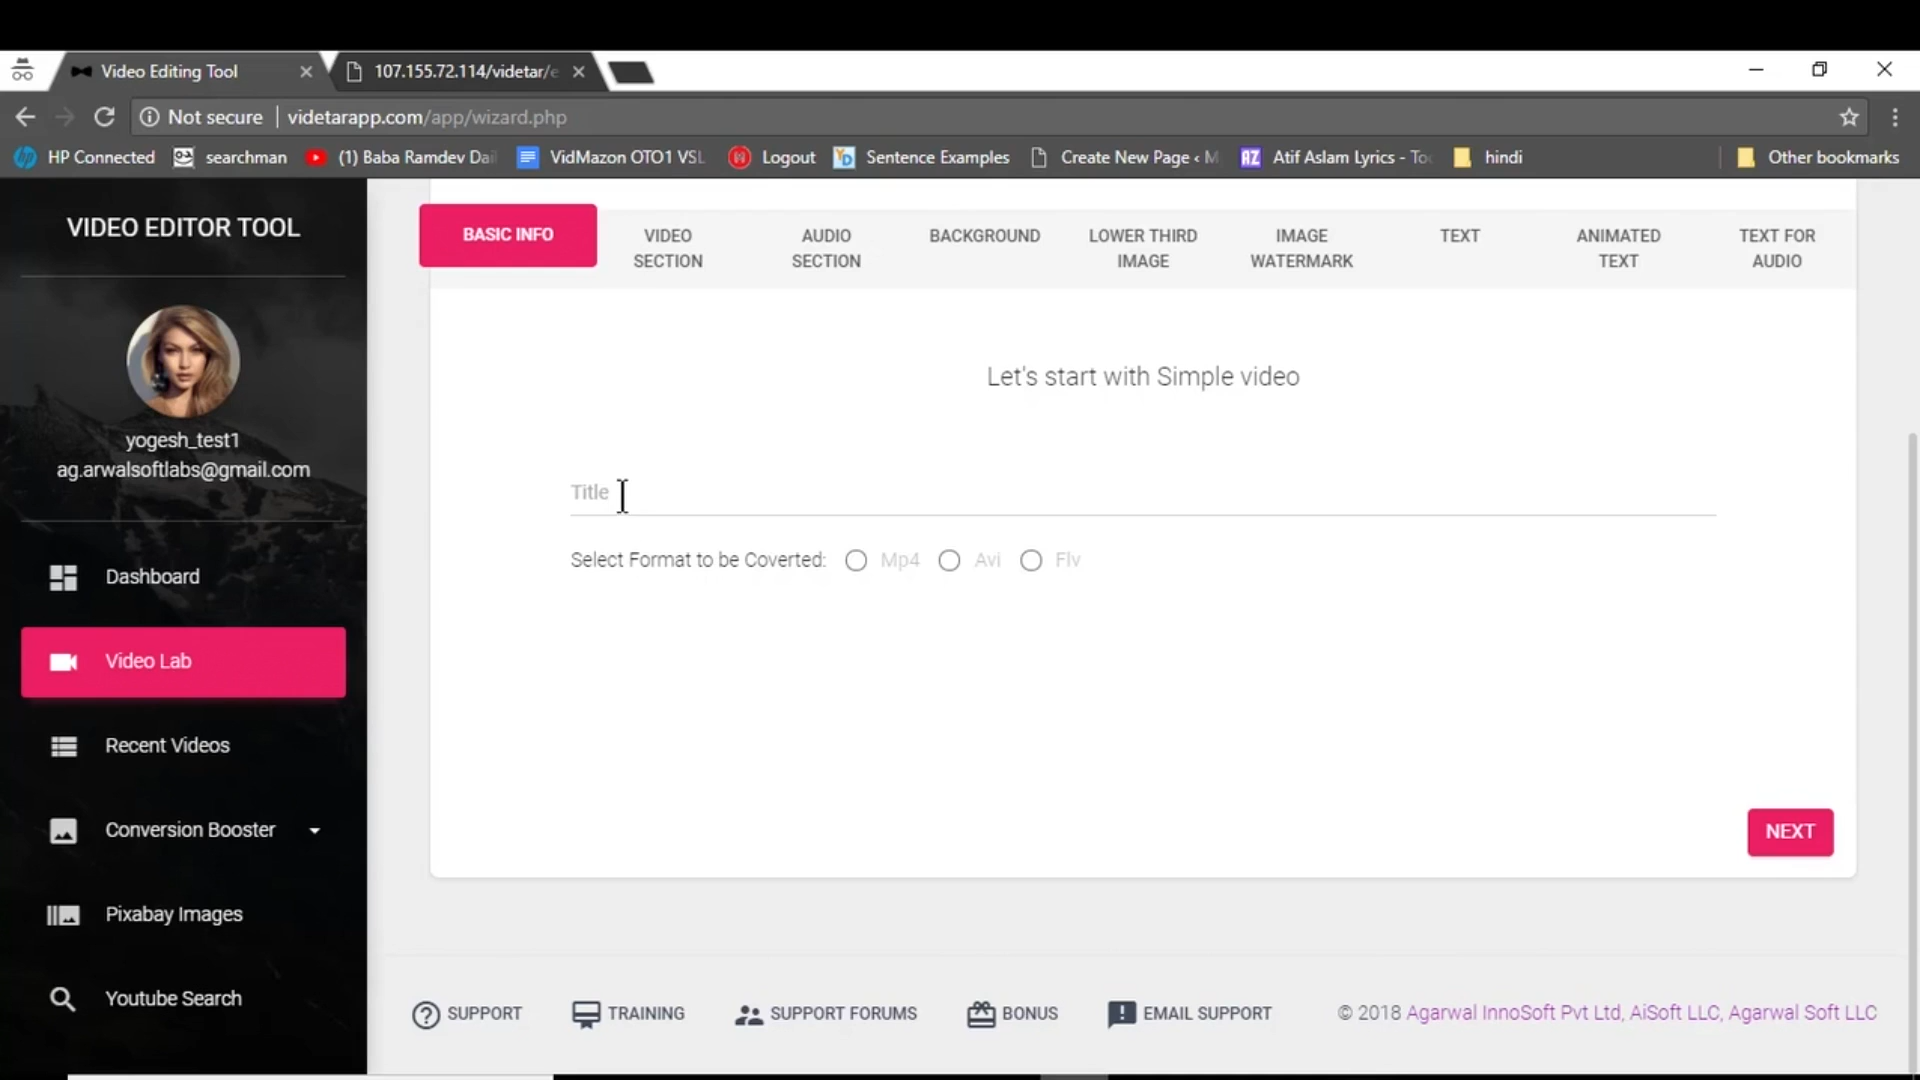 Video Editing Tool
107.155.72.114/videtar/e
Not secure
videtarapp.com/app/wizard.php
HP Connected
searchman
(1) Baba Ramdev Dai
VidMazon OTO1 VSL
Logout
YD
Sentence Examples
Create New Page ‹ M
AZ
Atif Aslam Lyrics - To
hindi
Other bookmarks
VIDEO EDITOR TOOL
yogesh_test1
ag.arwalsoftlabs@gmail.com
Dashboard
Video Lab
Recent Videos
Conversion Booster
Pixabay Images
Youtube Search
BASIC INFO
VIDEO
SECTION
AUDIO
SECTION
BACKGROUND
LOWER THIRD
IMAGE
IMAGE
WATERMARK
TEXT
ANIMATED
TEXT
TEXT FOR
AUDIO
Let's start with Simple video
Title
Select Format to be Coverted: Mp4 Avi Flv
NEXT
SUPPORT
TRAINING
SUPPORT FORUMS
BONUS
EMAIL SUPPORT
© 2018 Agarwal InnoSoft Pvt Ltd, AiSoft LLC, Agarwal Soft LLC